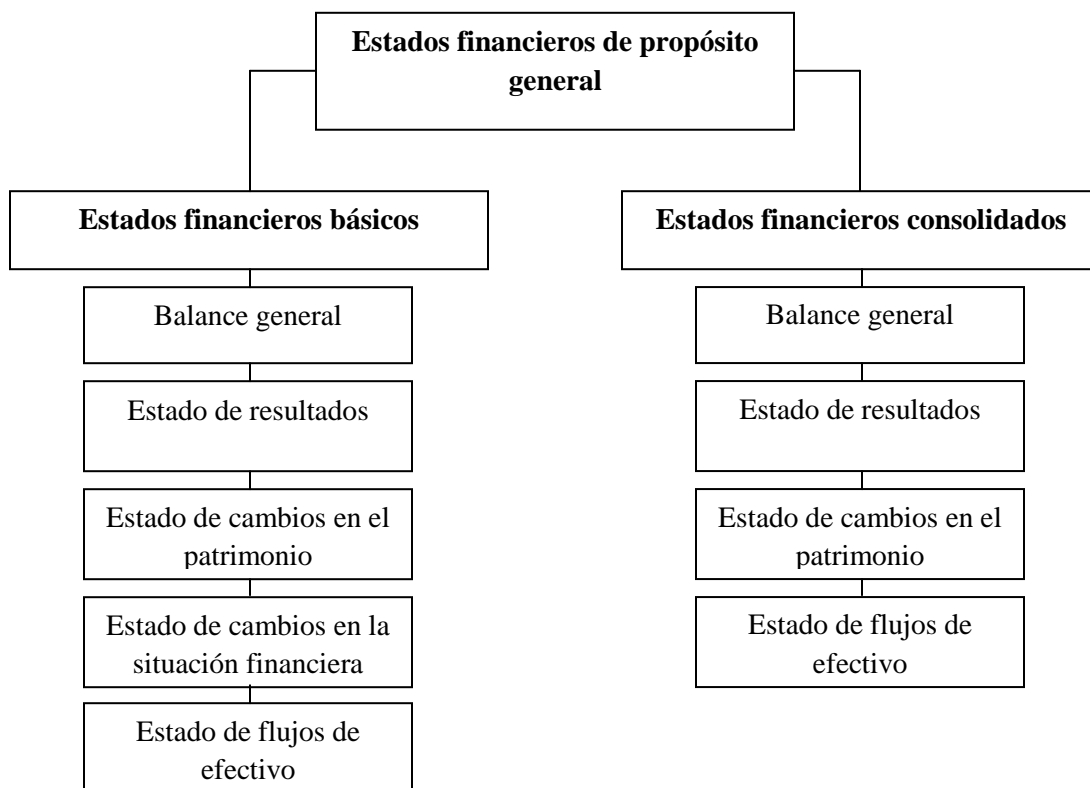 Estados financieros de propósito
general
Estados financieros básicos
Balance general
Estado de resultados
Estado de cambios en el
patrimonio
Estado de cambios en la
situación financiera
Estado de flujos de
efectivo
Estados financieros consolidados
Balance general
Estado de resultados
Estado de cambios en el
patrimonio
Estado de flujos de
efectivo